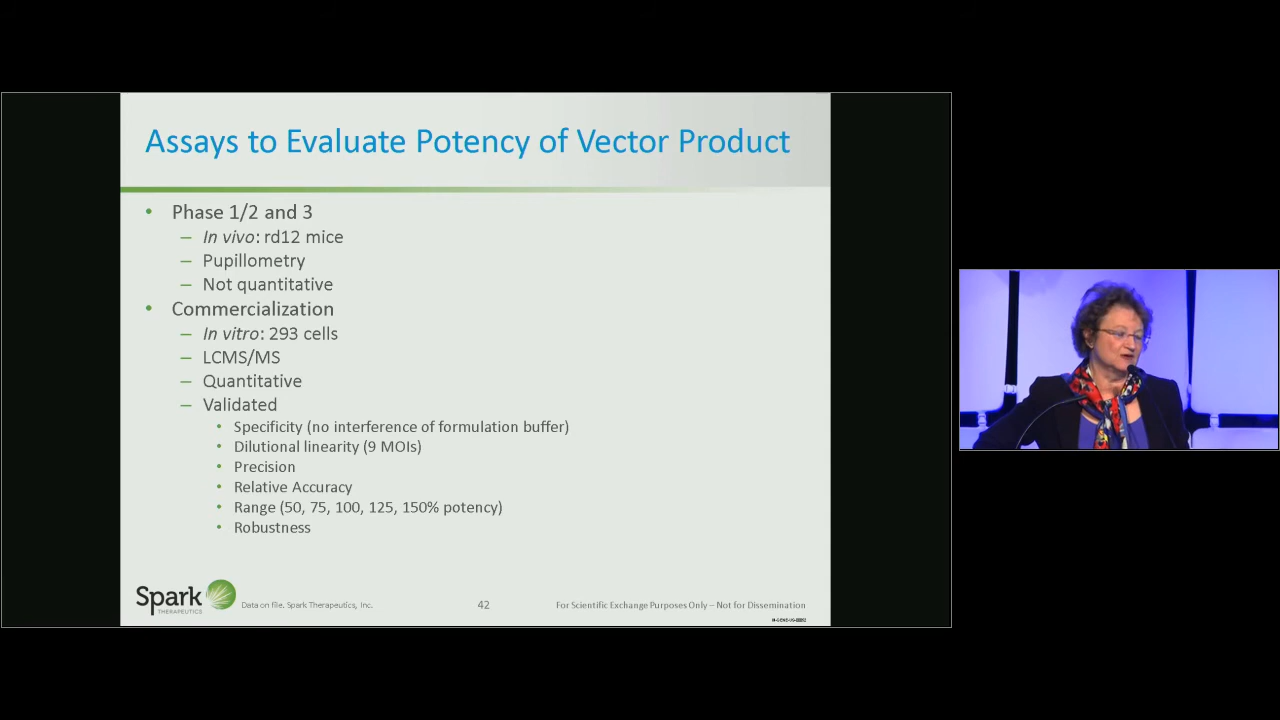 Assays to Evaluate Potency of Vector Product
• Phase 1/2 and 3
– In vivo: rd12 mice
– Pupillometry
– Not quantitative
• Commercialization
– In vitro: 293 cells
– LCMS/MS
– Quantitative
– Validated
• Specificity (no interference of formulation buffer)
• Dilutional linearity (9 MOIs)
• Precision
• Relative Accuracy
• Range (50, 75, 100, 125, 150% potency)
• Robustness
Spark
THERAPEUTICS
Data on file. Spark Therapeutics, Inc.
42
For Scientific Exchange Purposes Only – Not for Dissemination